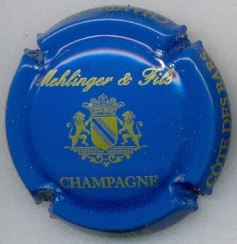 Mehlinger & Fils
CHAMPAGNE
CÔTE DES BARS